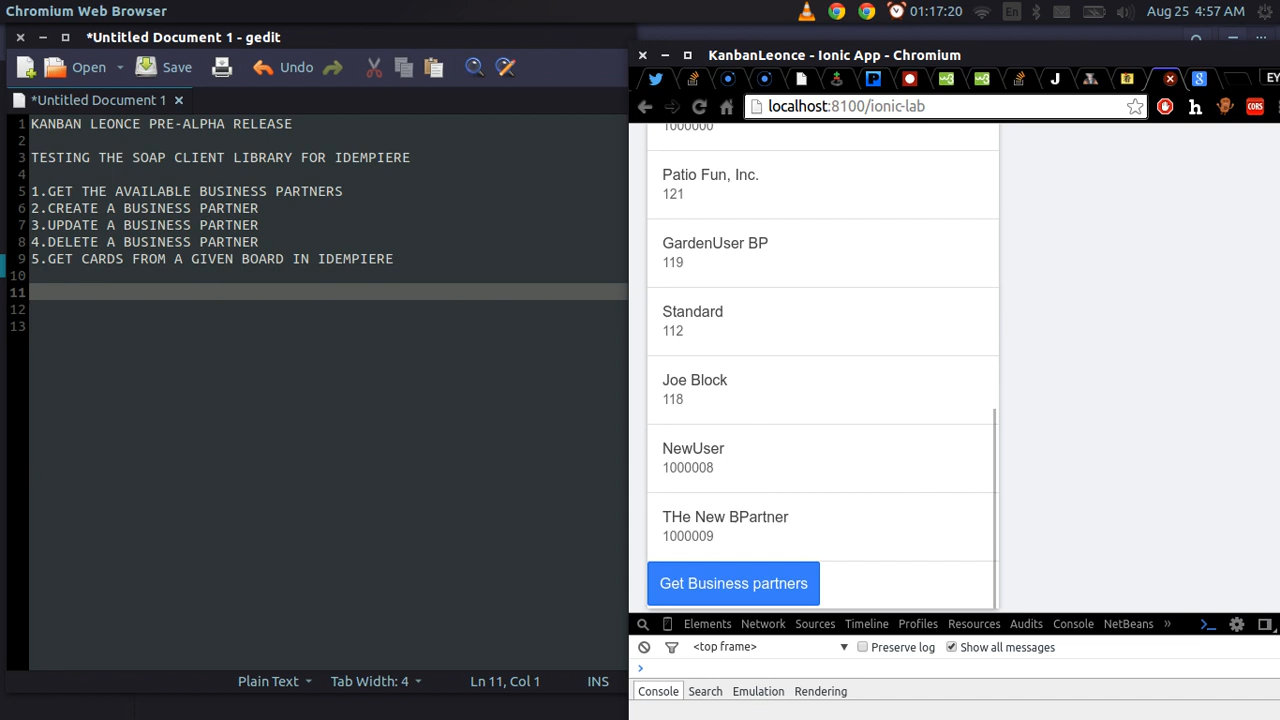 Chromium Web Browser
01:17:20
En
Aug 25 4:57 AM
*Untitled Document 1 - gedit
Open
Save
Undo
*Untitled Document 1
1 KANBAN LEONCE PRE-ALPHA RELEASE
2
3 TESTING THE SOAP CLIENT LIBRARY FOR IDEMPIERE
4
5 1.GET THE AVAILABLE BUSINESS PARTNERS
6 2.CREATE A BUSINESS PARTNER
7 3.UPDATE A BUSINESS PARTNER
8 4.DELETE A BUSINESS PARTNER
9 5.GET CARDS FROM A GIVEN BOARD IN IDEMPIERE
10
11
12
13
Plain Text
Tab Width: 4
Ln 11, Col 1
INS
KanbanLeonce - Ionic App - Chromium
EY
localhost:8100/ionic-lab
CORS
1000000
Patio Fun, Inc.
121
GardenUser BP
119
Standard
112
Joe Block
118
NewUser
1000008
THe New BPartner
1000009
Get Business partners
Elements Network Sources Timeline Profiles Resources Audits Console NetBeans »
<top frame>
Preserve log
Show all messages
Console Search Emulation Rendering